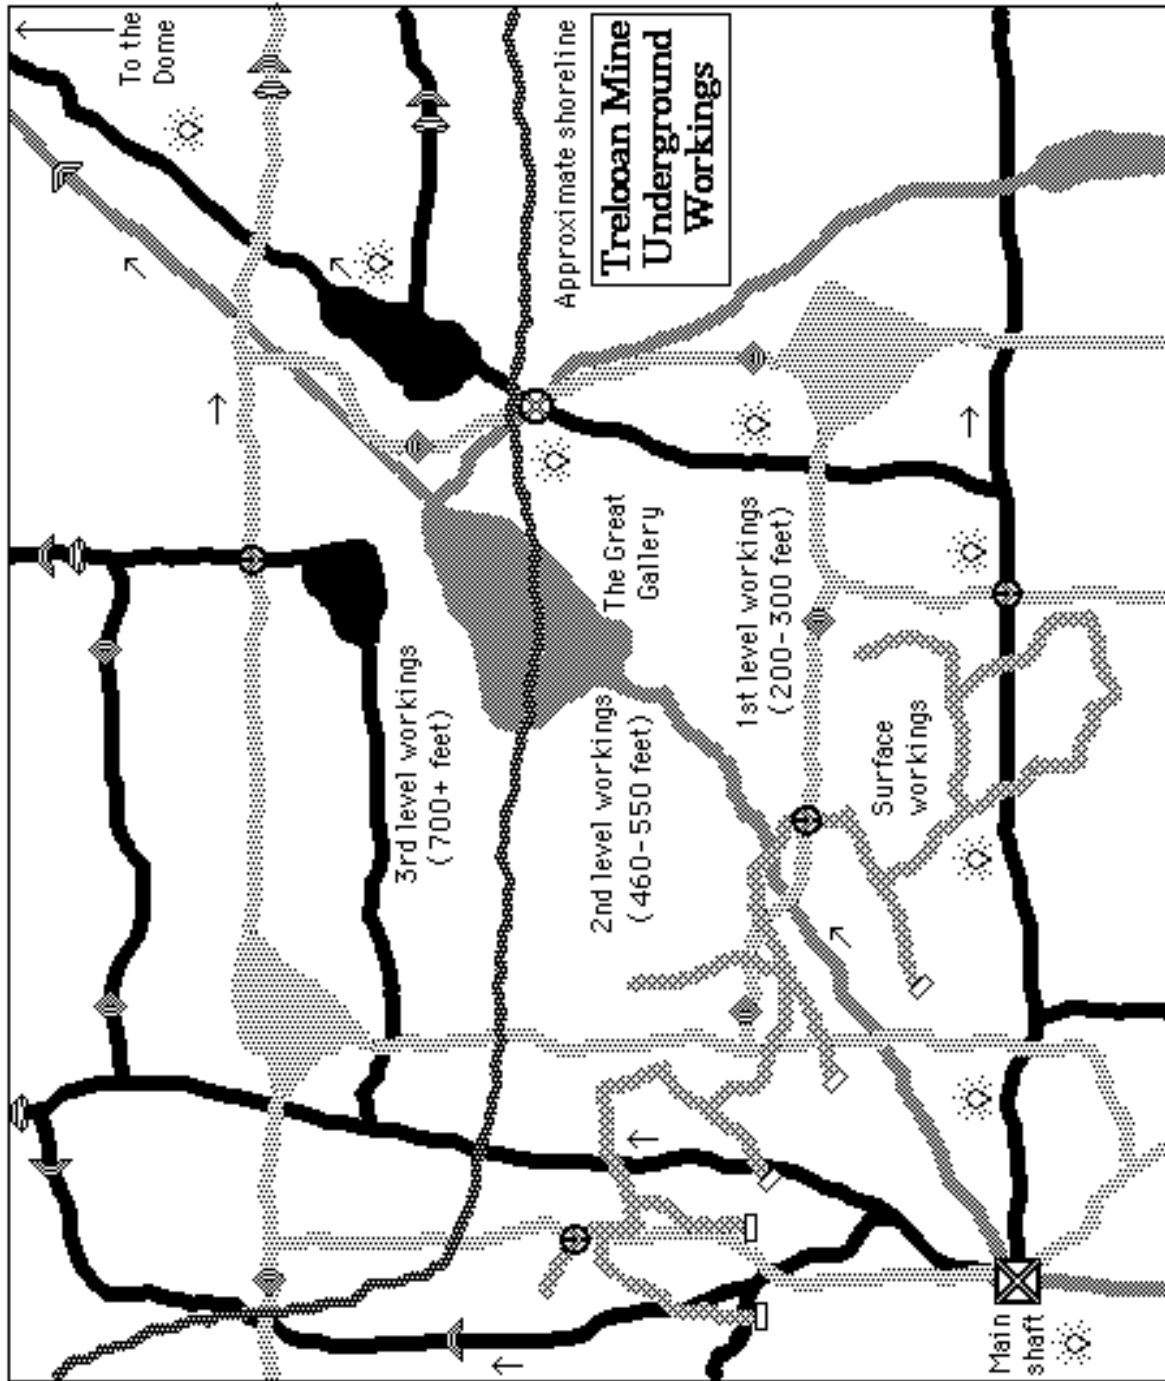 To the
Dome
Approximate shoreline
Trelooan Mine
Underground
Workings
The Great
Gallery
3rd level workings
(700+ feet)
2nd level workings
(460-550 feet)
1st level workings
(200-300 feet)
Surface
workings
Main
shaft